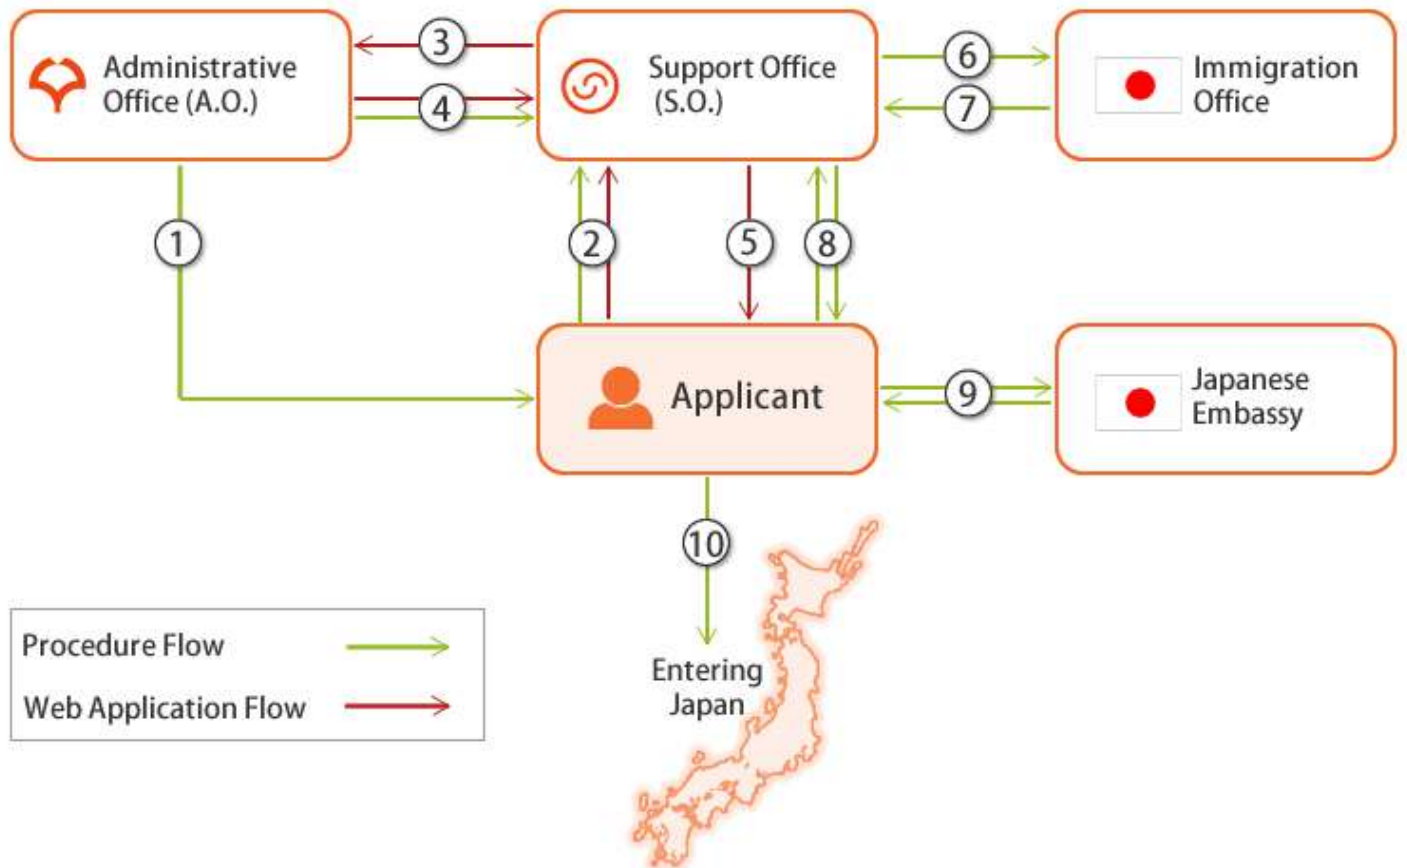 Administrative
Office (A.O.)
3
4
Support Office
(S.O.)
6
7
Immigration
Office
1
2
5
8
Applicant
9
Japanese
Embassy
10
Entering
Japan
Procedure Flow
Web Application Flow